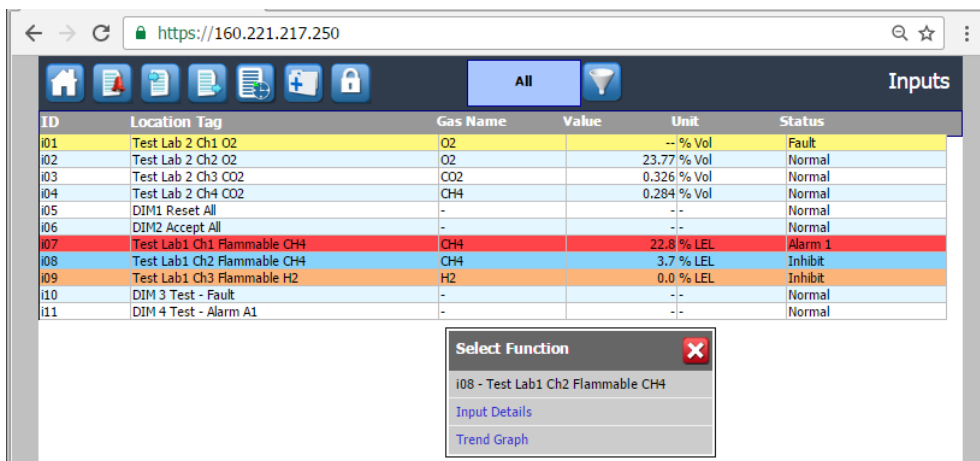 https://160.221.217.250
All Inputs
ID Location Tag Gas Name Value Unit Status
i01 Test Lab 2 Ch1 O2 O2 -- % Vol Fault
i02 Test Lab 2 Ch2 O2 O2 23.77 % Vol Normal
i03 Test Lab 2 Ch3 CO2 CO2 0.326 % Vol Normal
i04 Test Lab 2 Ch4 CO2 CH4 0.284 % Vol Normal
i05 DIM1 Reset All - - - Normal
i06 DIM2 Accept All - - - Normal
i07 Test Lab1 Ch1 Flammable CH4 CH4 22.8 % LEL Alarm 1
i08 Test Lab1 Ch2 Flammable CH4 CH4 3.7 % LEL Inhibit
i09 Test Lab1 Ch3 Flammable H2 H2 0.0 % LEL Inhibit
i10 DIM 3 Test - Fault - - - Normal
i11 DIM 4 Test - Alarm A1 - - - Normal
Select Function
i08 - Test Lab1 Ch2 Flammable CH4
Input Details
Trend Graph